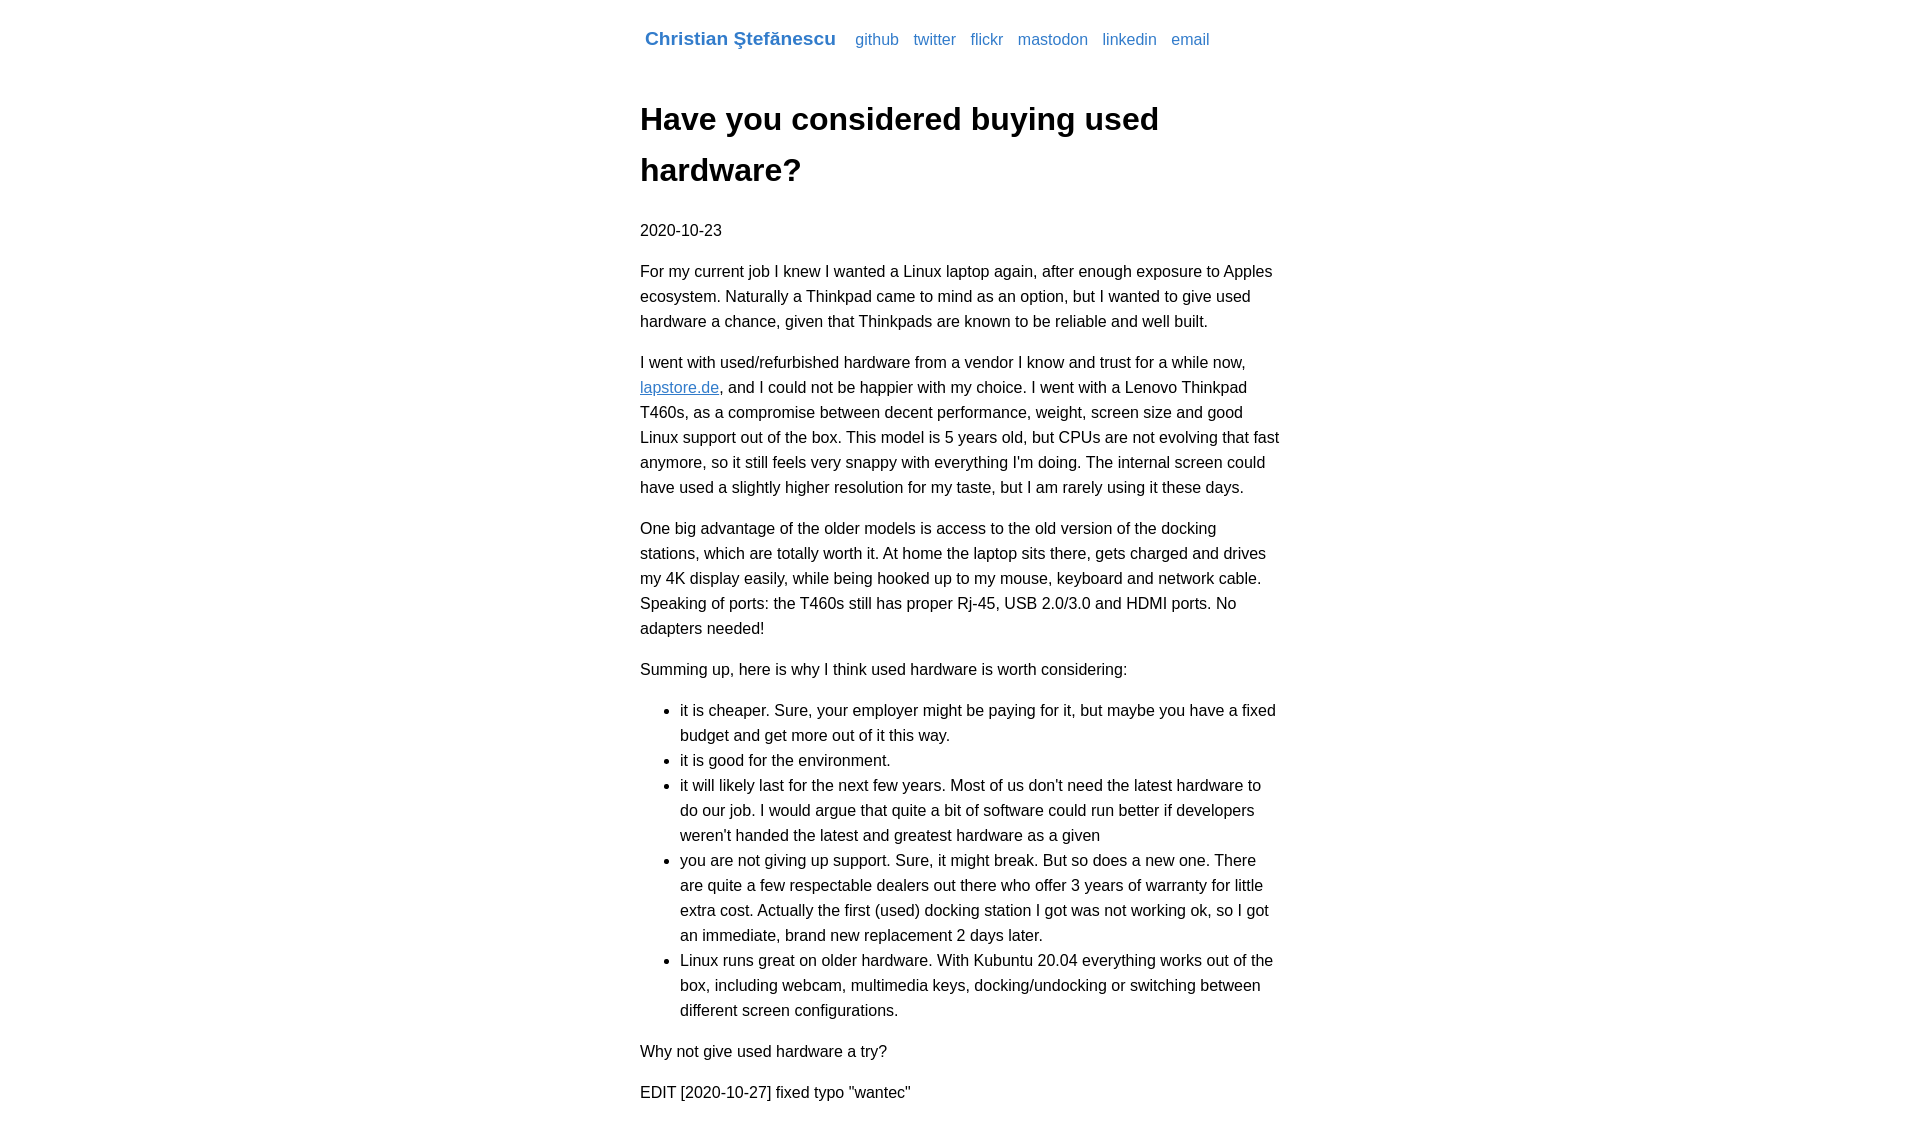 Christian Ştefănescu github twitter flickr mastodon linkedin email
Have you considered buying used
hardware?
2020-10-23
For my current job I knew I wanted a Linux laptop again, after enough exposure to Apples
ecosystem. Naturally a Thinkpad came to mind as an option, but I wanted to give used
hardware a chance, given that Thinkpads are known to be reliable and well built.
I went with used/refurbished hardware from a vendor I know and trust for a while now,
lapstore.de, and I could not be happier with my choice. I went with a Lenovo Thinkpad
T460s, as a compromise between decent performance, weight, screen size and good
Linux support out of the box. This model is 5 years old, but CPUs are not evolving that fast
anymore, so it still feels very snappy with everything I'm doing. The internal screen could
have used a slightly higher resolution for my taste, but I am rarely using it these days.
One big advantage of the older models is access to the old version of the docking
stations, which are totally worth it. At home the laptop sits there, gets charged and drives
my 4K display easily, while being hooked up to my mouse, keyboard and network cable.
Speaking of ports: the T460s still has proper Rj-45, USB 2.0/3.0 and HDMI ports. No
adapters needed!
Summing up, here is why I think used hardware is worth considering:
• it is cheaper. Sure, your employer might be paying for it, but maybe you have a fixed
budget and get more out of it this way.
• it is good for the environment.
• it will likely last for the next few years. Most of us don't need the latest hardware to
do our job. I would argue that quite a bit of software could run better if developers
weren't handed the latest and greatest hardware as a given
• you are not giving up support. Sure, it might break. But so does a new one. There
are quite a few respectable dealers out there who offer 3 years of warranty for little
extra cost. Actually the first (used) docking station I got was not working ok, so I got
an immediate, brand new replacement 2 days later.
• Linux runs great on older hardware. With Kubuntu 20.04 everything works out of the
box, including webcam, multimedia keys, docking/undocking or switching between
different screen configurations.
Why not give used hardware a try?
EDIT [2020-10-27] fixed typo "wantec"